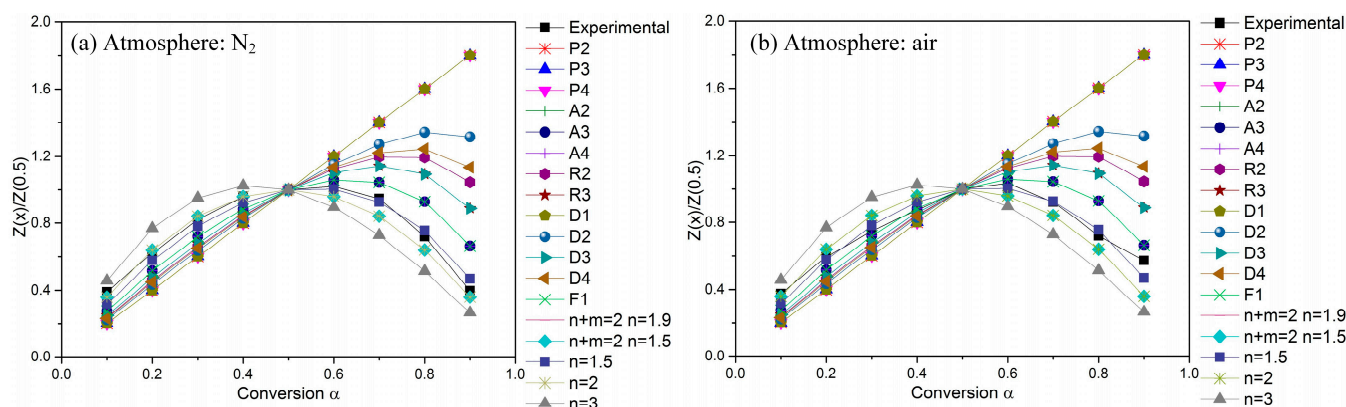 (a) Atmosphere: N₂
Z(x)/Z(0.5)
2.0
1.6
1.2
0.8
0.4
0.0
0.0 0.2 0.4 0.6 0.8 1.0
Conversion α
Experimental
P2
P3
P4
A2
A3
A4
R2
R3
D1
D2
D3
D4
F1
n+m=2 n=1.9
n+m=2 n=1.5
n=1.5
n=2
n=3
(b) Atmosphere: air
Z(x)/Z(0.5)
2.0
1.6
1.2
0.8
0.4
0.0
0.0 0.2 0.4 0.6 0.8 1.0
Conversion α
Experimental
P2
P3
P4
A2
A3
A4
R2
R3
D1
D2
D3
D4
F1
n+m=2 n=1.9
n+m=2 n=1.5
n=1.5
n=2
n=3